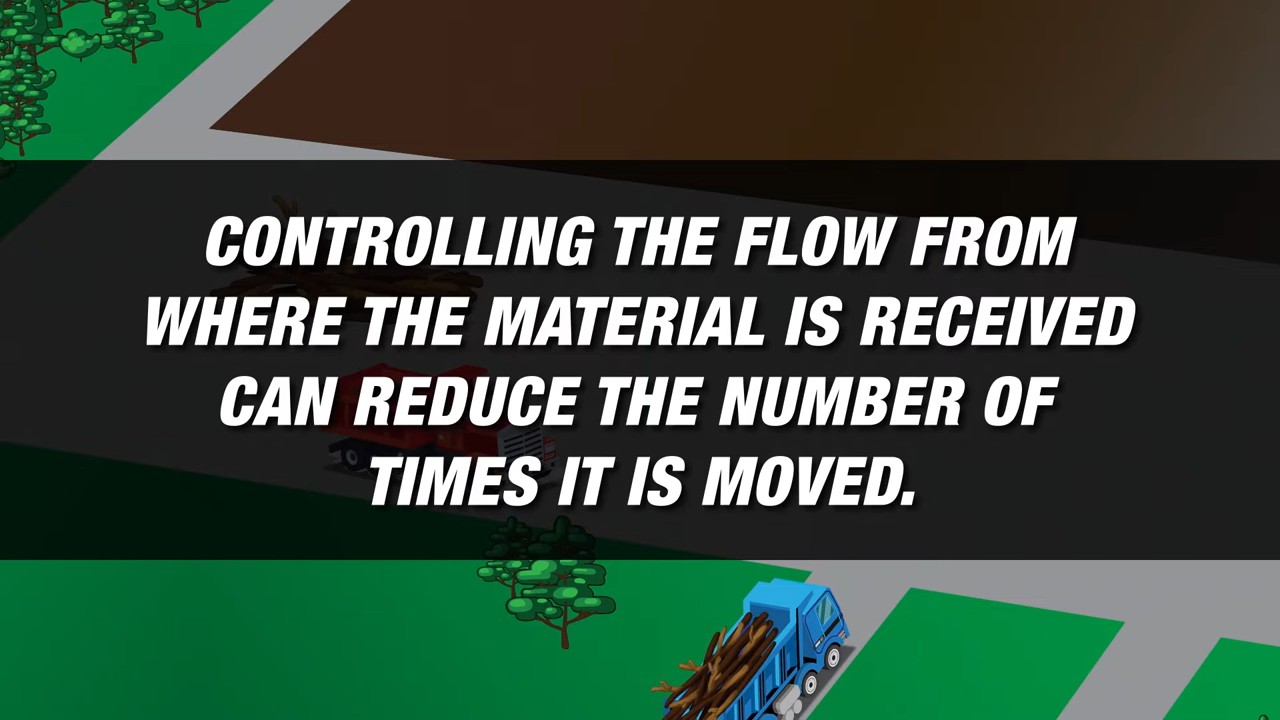 CONTROLLING THE FLOW FROM
WHERE THE MATERIAL IS RECEIVED
CAN REDUCE THE NUMBER OF
TIMES IT IS MOVED.